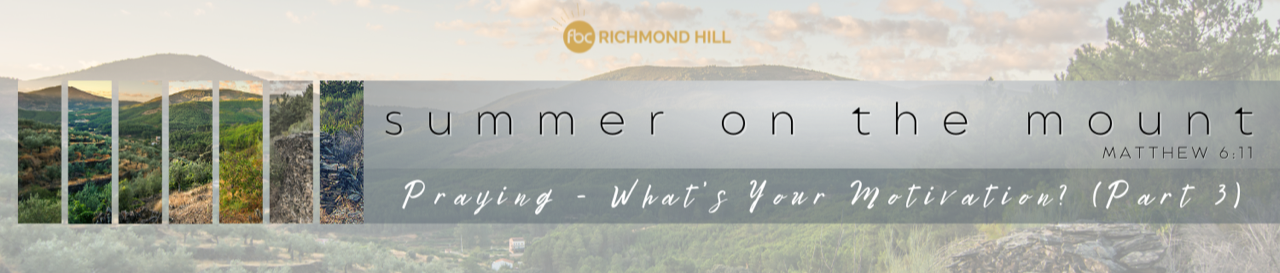 fbc RICHMOND HILL
summer on the mount
MATTHEW 6:11
Praying - What's Your Motivation? (Part 3)